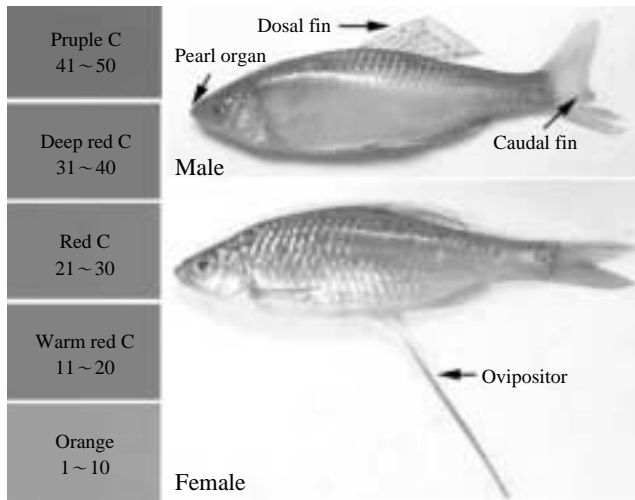 Pruple C
41～50
Deep red C
31～40
Red C
21～30
Warm red C
11～20
Orange
1～10
Dosal fin
Pearl organ
Caudal fin
Male
Ovipositor
Female